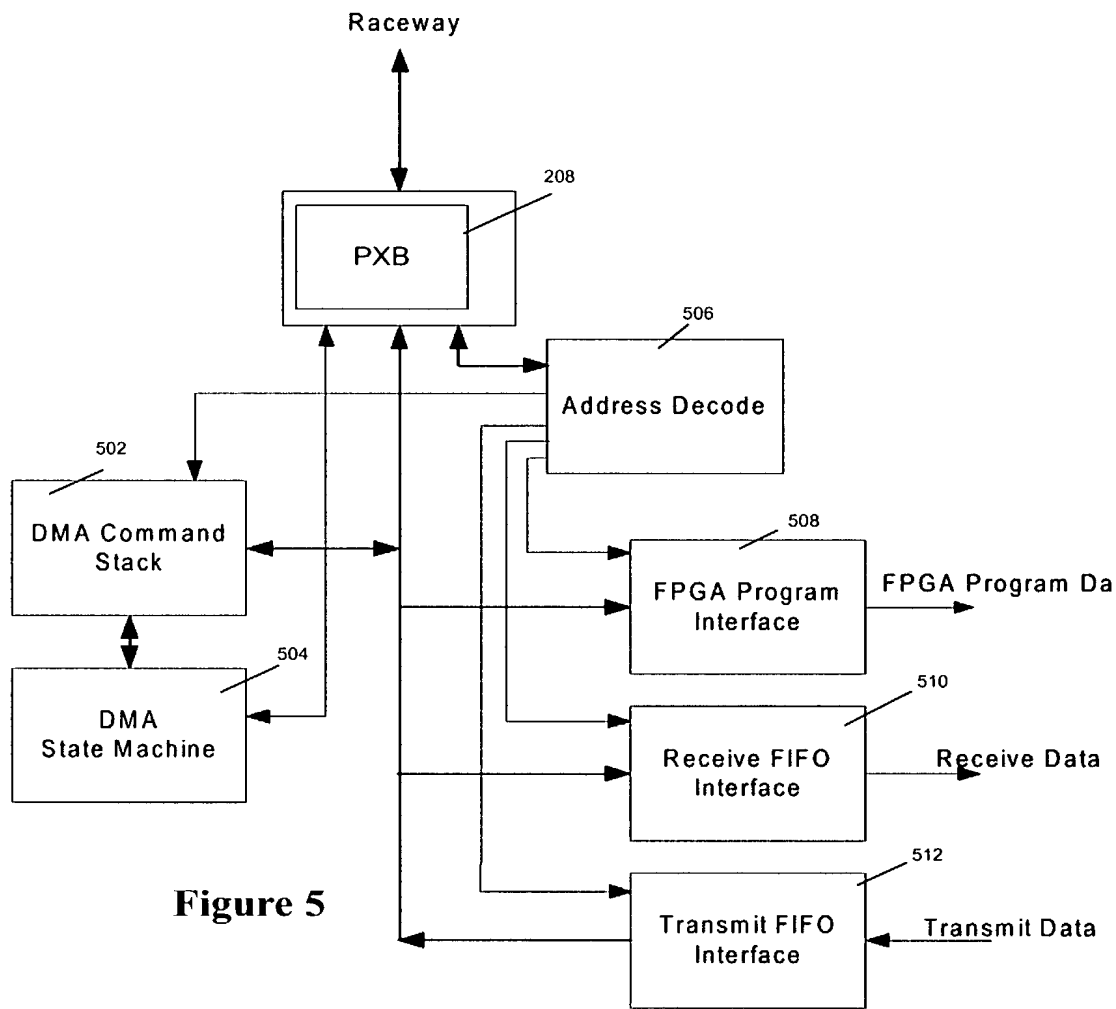 Raceway
208
PXB
506
Address Decode
502
DMA Command
Stack
508
FPGA Program
Interface
FPGA Program Da
504
DMA
State Machine
510
Receive FIFO
Interface
Receive Data
512
Transmit FIFO
Interface
Transmit Data
Figure 5